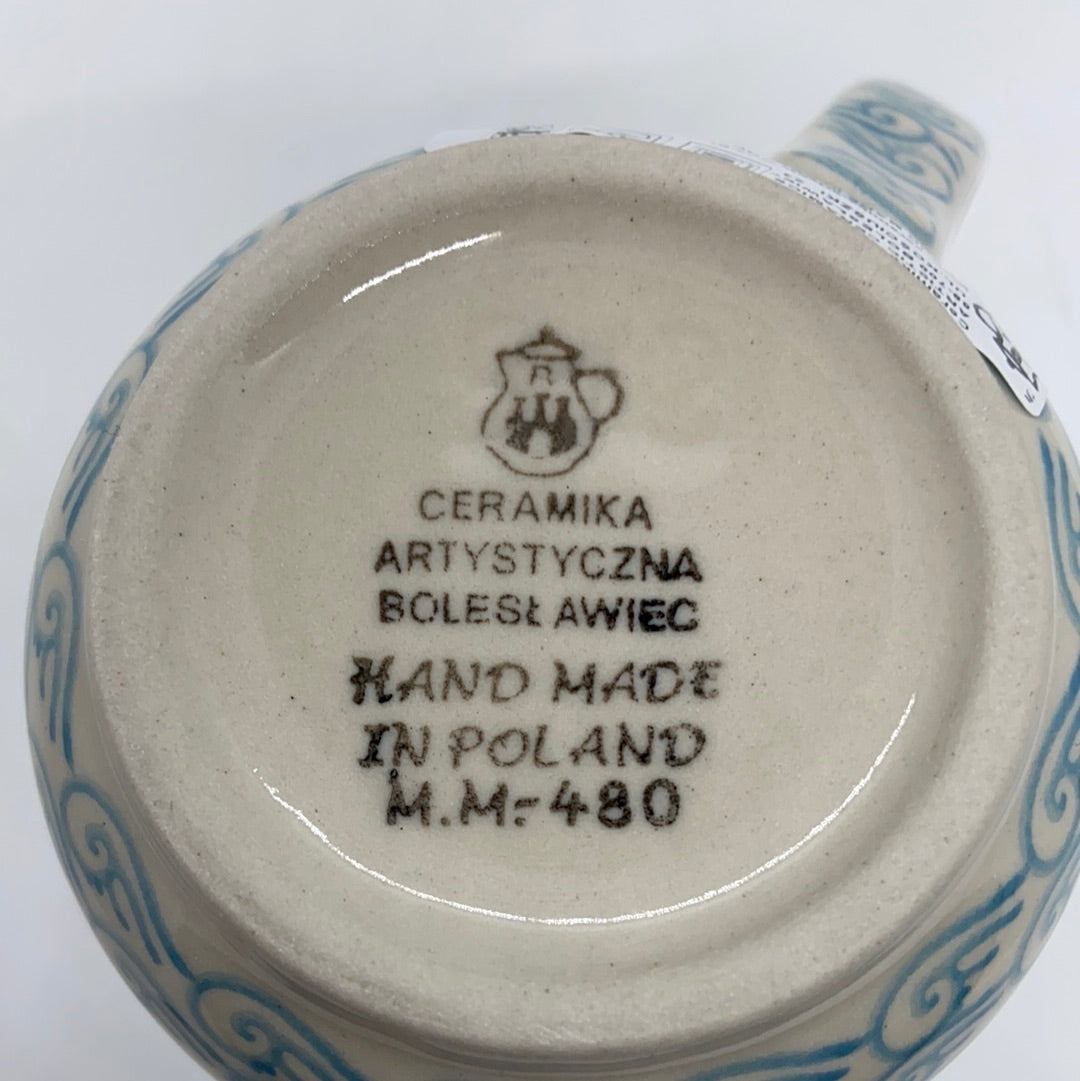 R
CERAMIKA
ARTYSTYCZNA
BOLESŁAWIEC
HAND MADE
IN POLAND
M.M.-480